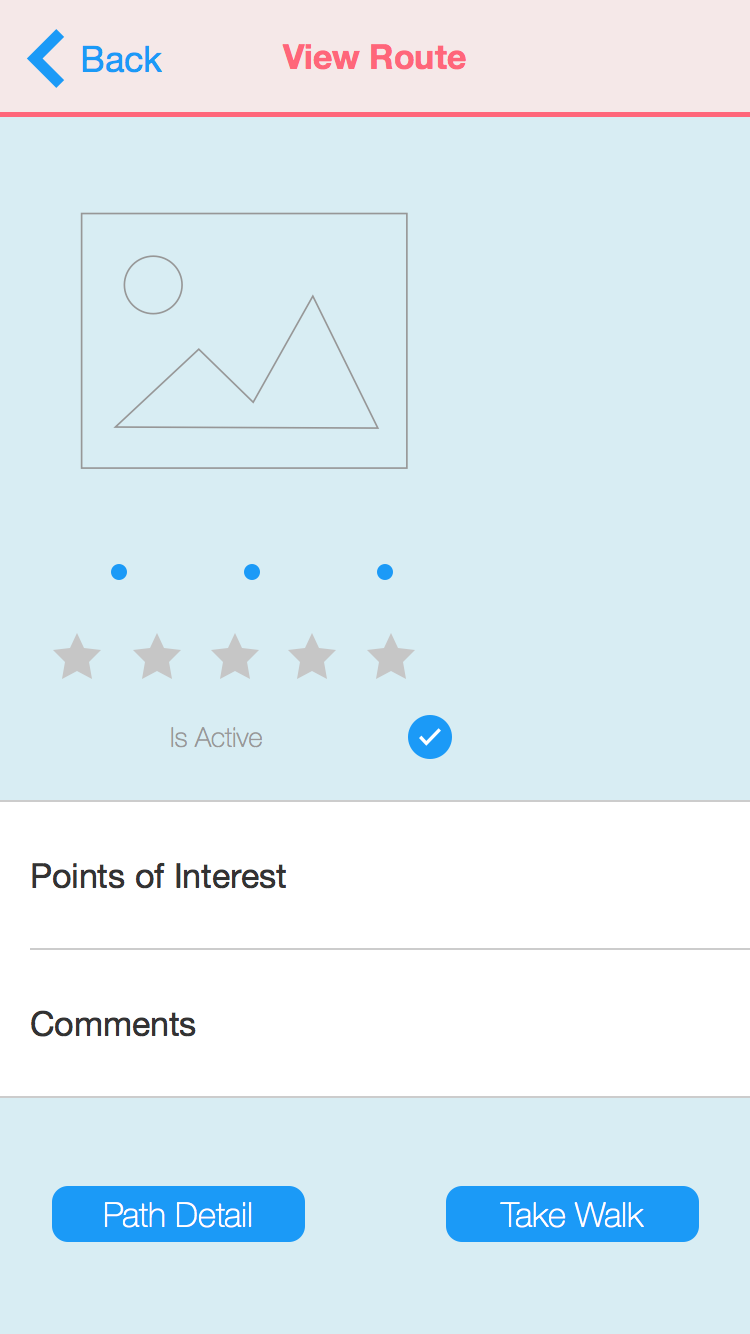 Back
View Route
Is Active
Points of Interest
Comments
Path Detail
Take Walk